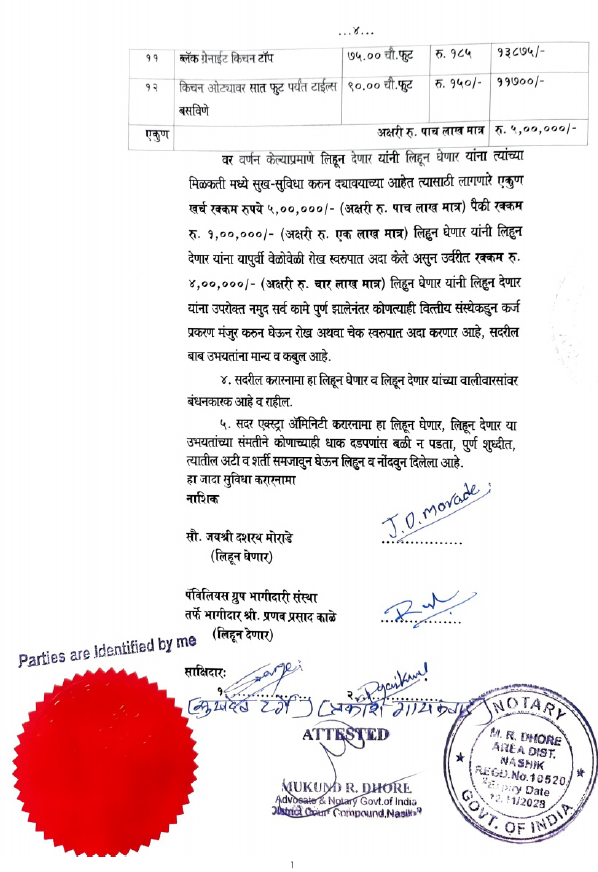 ...४...
११ ब्लॅक ग्रेनाईट किचन टॉप ७५.०० चौ.फुट रु. १८५ १३८७५/-
१२ किचन ओट्यावर सात फुट पर्यंत टाईल्स ९०.०० चौ.फुट रु. १५०/- ११७००/-
बसविणे
एकुण अक्षरी रु. पाच लाख मात्र रु. ५,००,०००/-
वर वर्णन केल्याप्रमाणे लिहून देणार यांनी लिहून घेणार यांना त्यांच्या
मिळकती मध्ये सुख-सुविधा करुन द्यावयाच्या आहेत त्यासाठी लागणारे एकुण
खर्च रक्कम रुपये ५,००,०००/- (अक्षरी रु. पाच लाख मात्र) पैकी रक्कम
रु. १,००,०००/- (अक्षरी रु. एक लाख मात्र) लिहुन घेणार यांनी लिहुन
देणार यांना यापुर्वी वेळोवेळी रोख स्वरुपात अदा केले असुन उर्वरीत रक्कम रु.
४,००,०००/- (अक्षरी रु. चार लाख मात्र) लिहुन घेणार यांनी लिहुन देणार
यांना उपरोक्त नमुद सर्व कामे पुर्ण झालेनंतर कोणत्याही वित्तीय संस्थेकडुन कर्ज
प्रकरण मंजुर करुन घेऊन रोख अथवा चेक स्वरुपात अदा करणार आहे, सदरील
बाब उभयतांना मान्य व कबुल आहे.
४. सदरील करारनामा हा लिहून घेणार व लिहून देणार यांच्या वालीवारसांवर
बंधनकारक आहे व राहील.
५. सदर एक्स्ट्रा ॲमिनिटी करारनामा हा लिहून घेणार, लिहून देणार या
उभयतांच्या संमतीने कोणाच्याही धाक दडपणांस बळी न पडता, पुर्ण शुध्दीत,
त्यातील अटी व शर्ती समजावुन घेऊन लिहुन व नोंदवुन दिलेला आहे.
हा जादा सुविधा करारनामा
नाशिक
J.D. Morade
सौ. जयश्री दशरथ मोराडे ...............
(लिहून घेणार)
पॅविलियस ग्रुप भागीदारी संस्था
तर्फे भागीदार श्री. प्रणव प्रसाद काळे ...............
(लिहून देणार)
Parties are Identified by me
साक्षिदारः
१. ............... २. ...............
ATTESTED
MUKUND R. DHORE
Advocate & Notary Govt.of India
District Court Compound,Nasik
NOTARY
M. R. DHORE
AREA DIST.
NASHIK
REGD.No.10520
Expiry Date
12/11/2028
GOVT. OF INDIA
1